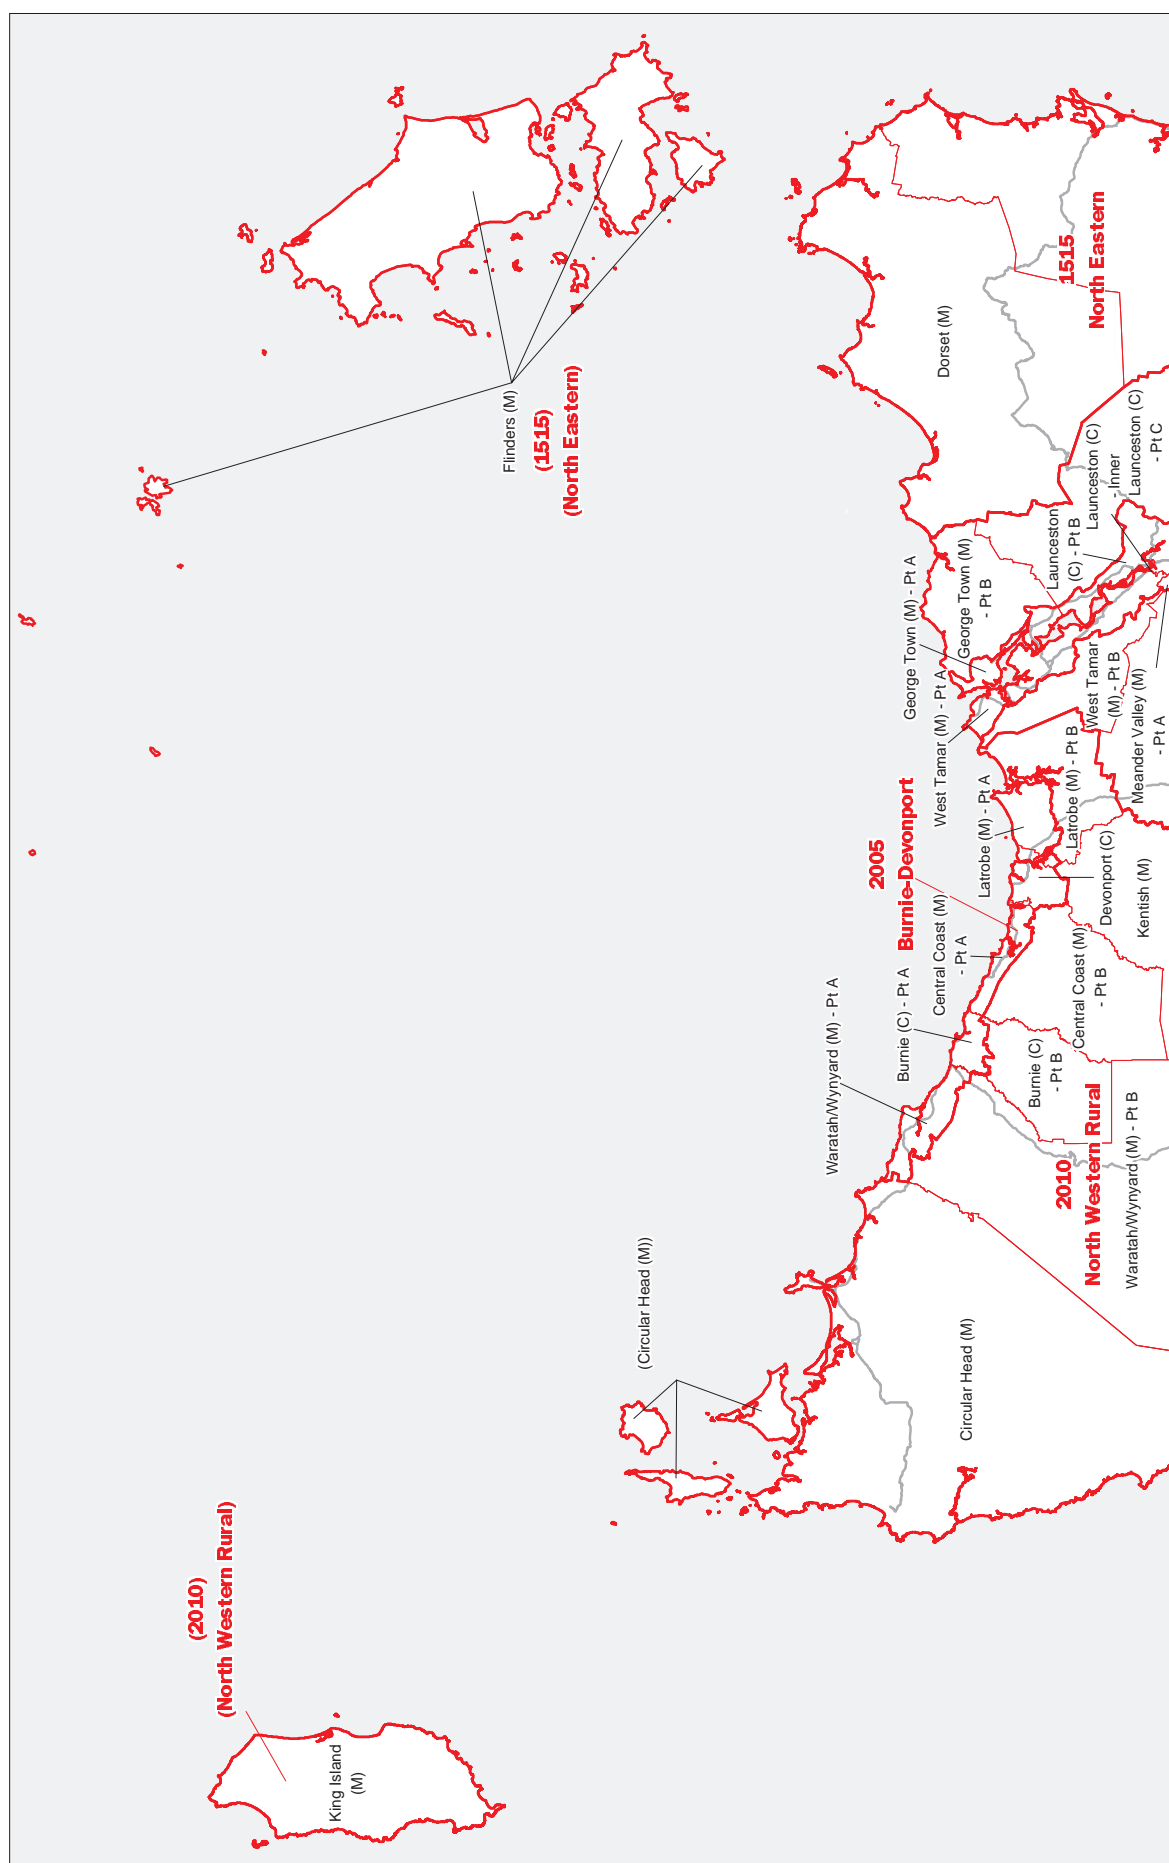 (2010)
(North Western Rural)
King Island
(M)
Flinders (M)
(1515)
(North Eastern)
(Circular Head (M))
Circular Head (M)
Waratah/Wynyard (M) - Pt A
Burnie (C) - Pt A
Central Coast (M)
- Pt A
2005
Burnie-Devonport
Latrobe (M) - Pt A
West Tamar (M) - Pt A
George Town (M) - Pt A
George Town (M)
- Pt B
Dorset (M)
1515
North Eastern
2010
North Western Rural
Waratah/Wynyard (M) - Pt B
Burnie (C)
- Pt B
Central Coast (M)
- Pt B
Devonport (C)
Kentish (M)
Latrobe (M) - Pt B
West Tamar
(M) - Pt B
Meander Valley (M)
- Pt A
Launceston
(C) - Pt B
Launceston (C)
- Inner
Launceston (C)
- Pt C